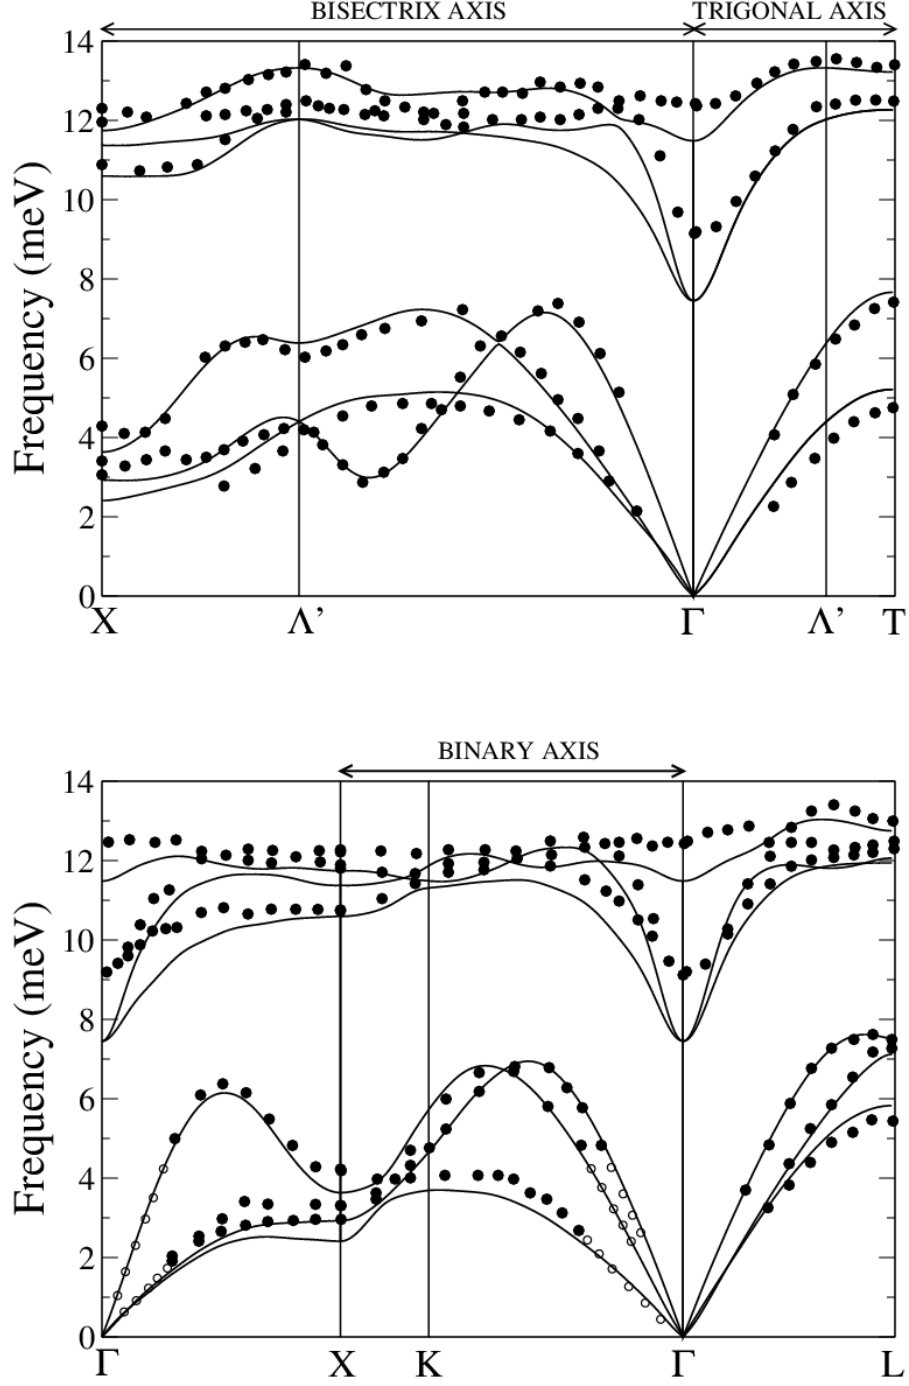 BISECTRIX AXIS TRIGONAL AXIS
14
12
10
8
6
4
2
0
Frequency (meV)
X Λ’ Γ Λ’ T
BINARY AXIS
14
12
10
8
6
4
2
0
Frequency (meV)
Γ X K Γ L